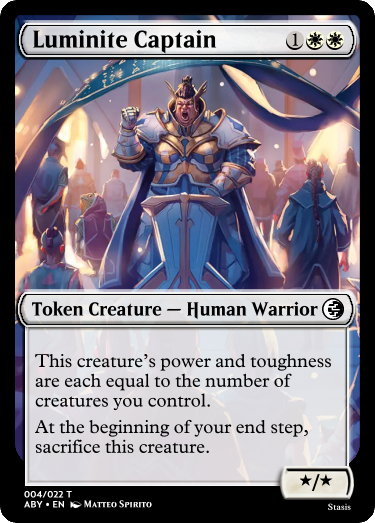 Luminite Captain 1
Token Creature — Human Warrior
This creature's power and toughness
are each equal to the number of
creatures you control.
At the beginning of your end step,
sacrifice this creature.
*/*
004/022 T
ABY • EN Matteo Spirito
Stasis